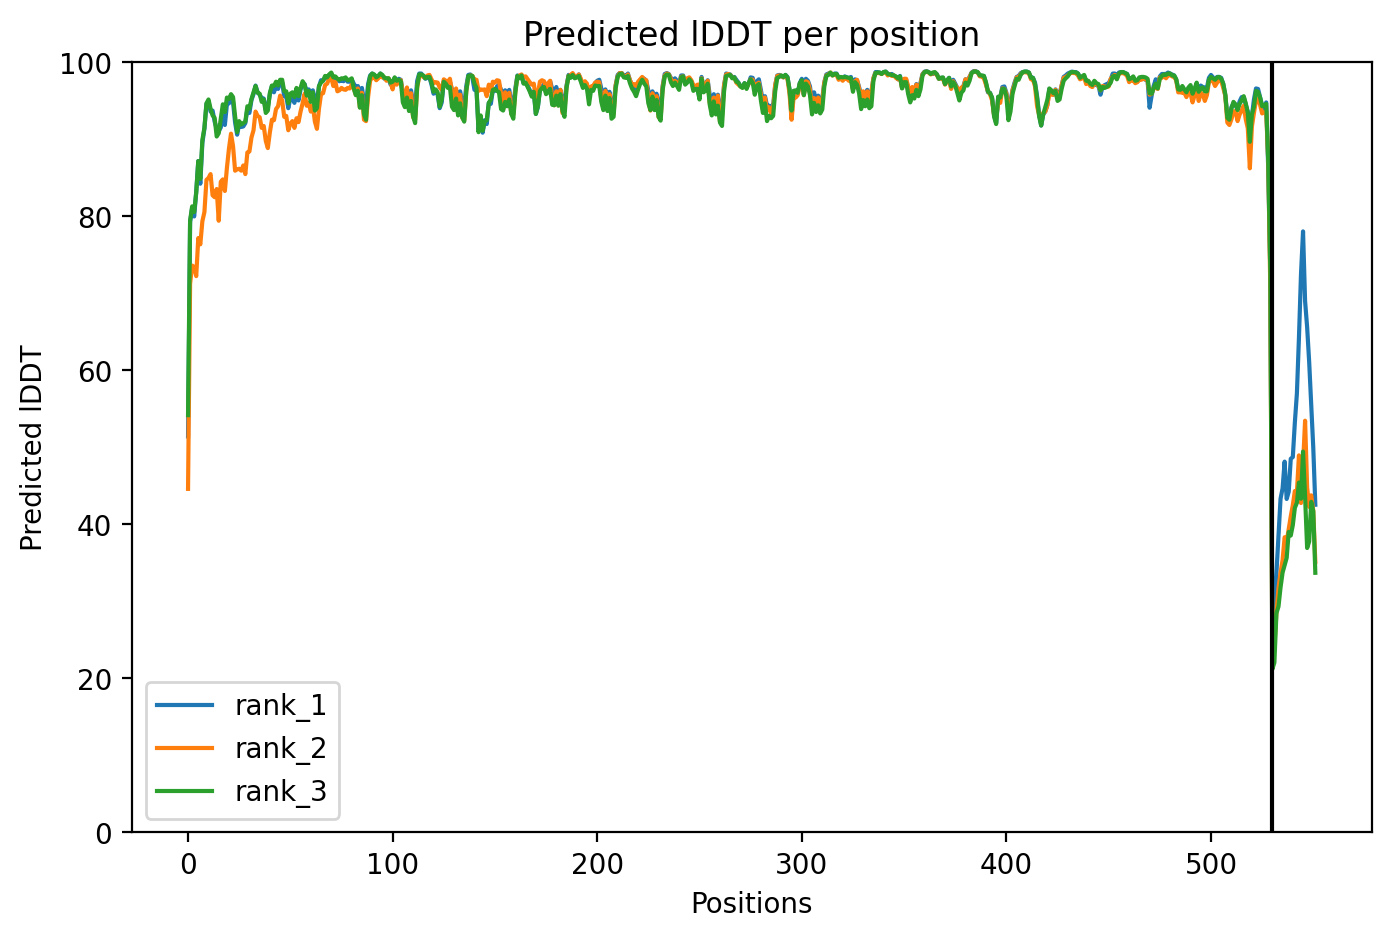 Predicted lDDT per position
Predicted lDDT
100
80
60
40
20
0
rank_1
rank_2
rank_3
0 100 200 300 400 500
Positions